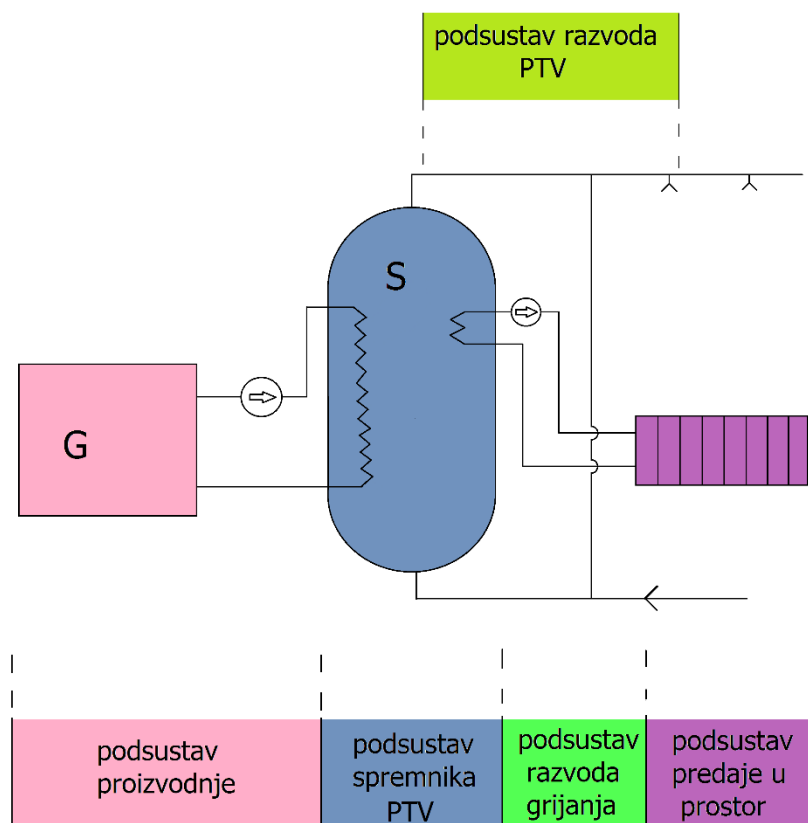 podsustav razvoda
PTV
S
G
podsustav
proizvodnje
podsustav
spremnika
PTV
podsustav
razvoda
grijanja
podsustav
predaje u
prostor